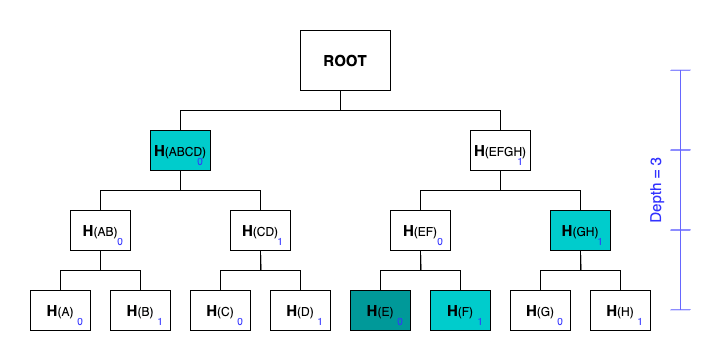 ROOT
H(ABCD) 0
H(EFGH) 1
Depth = 3
H(AB) 0
H(CD) 1
H(EF) 0
H(GH) 1
H(A) 0
H(B) 1
H(C) 0
H(D) 1
H(E) 0
H(F) 1
H(G) 0
H(H) 1